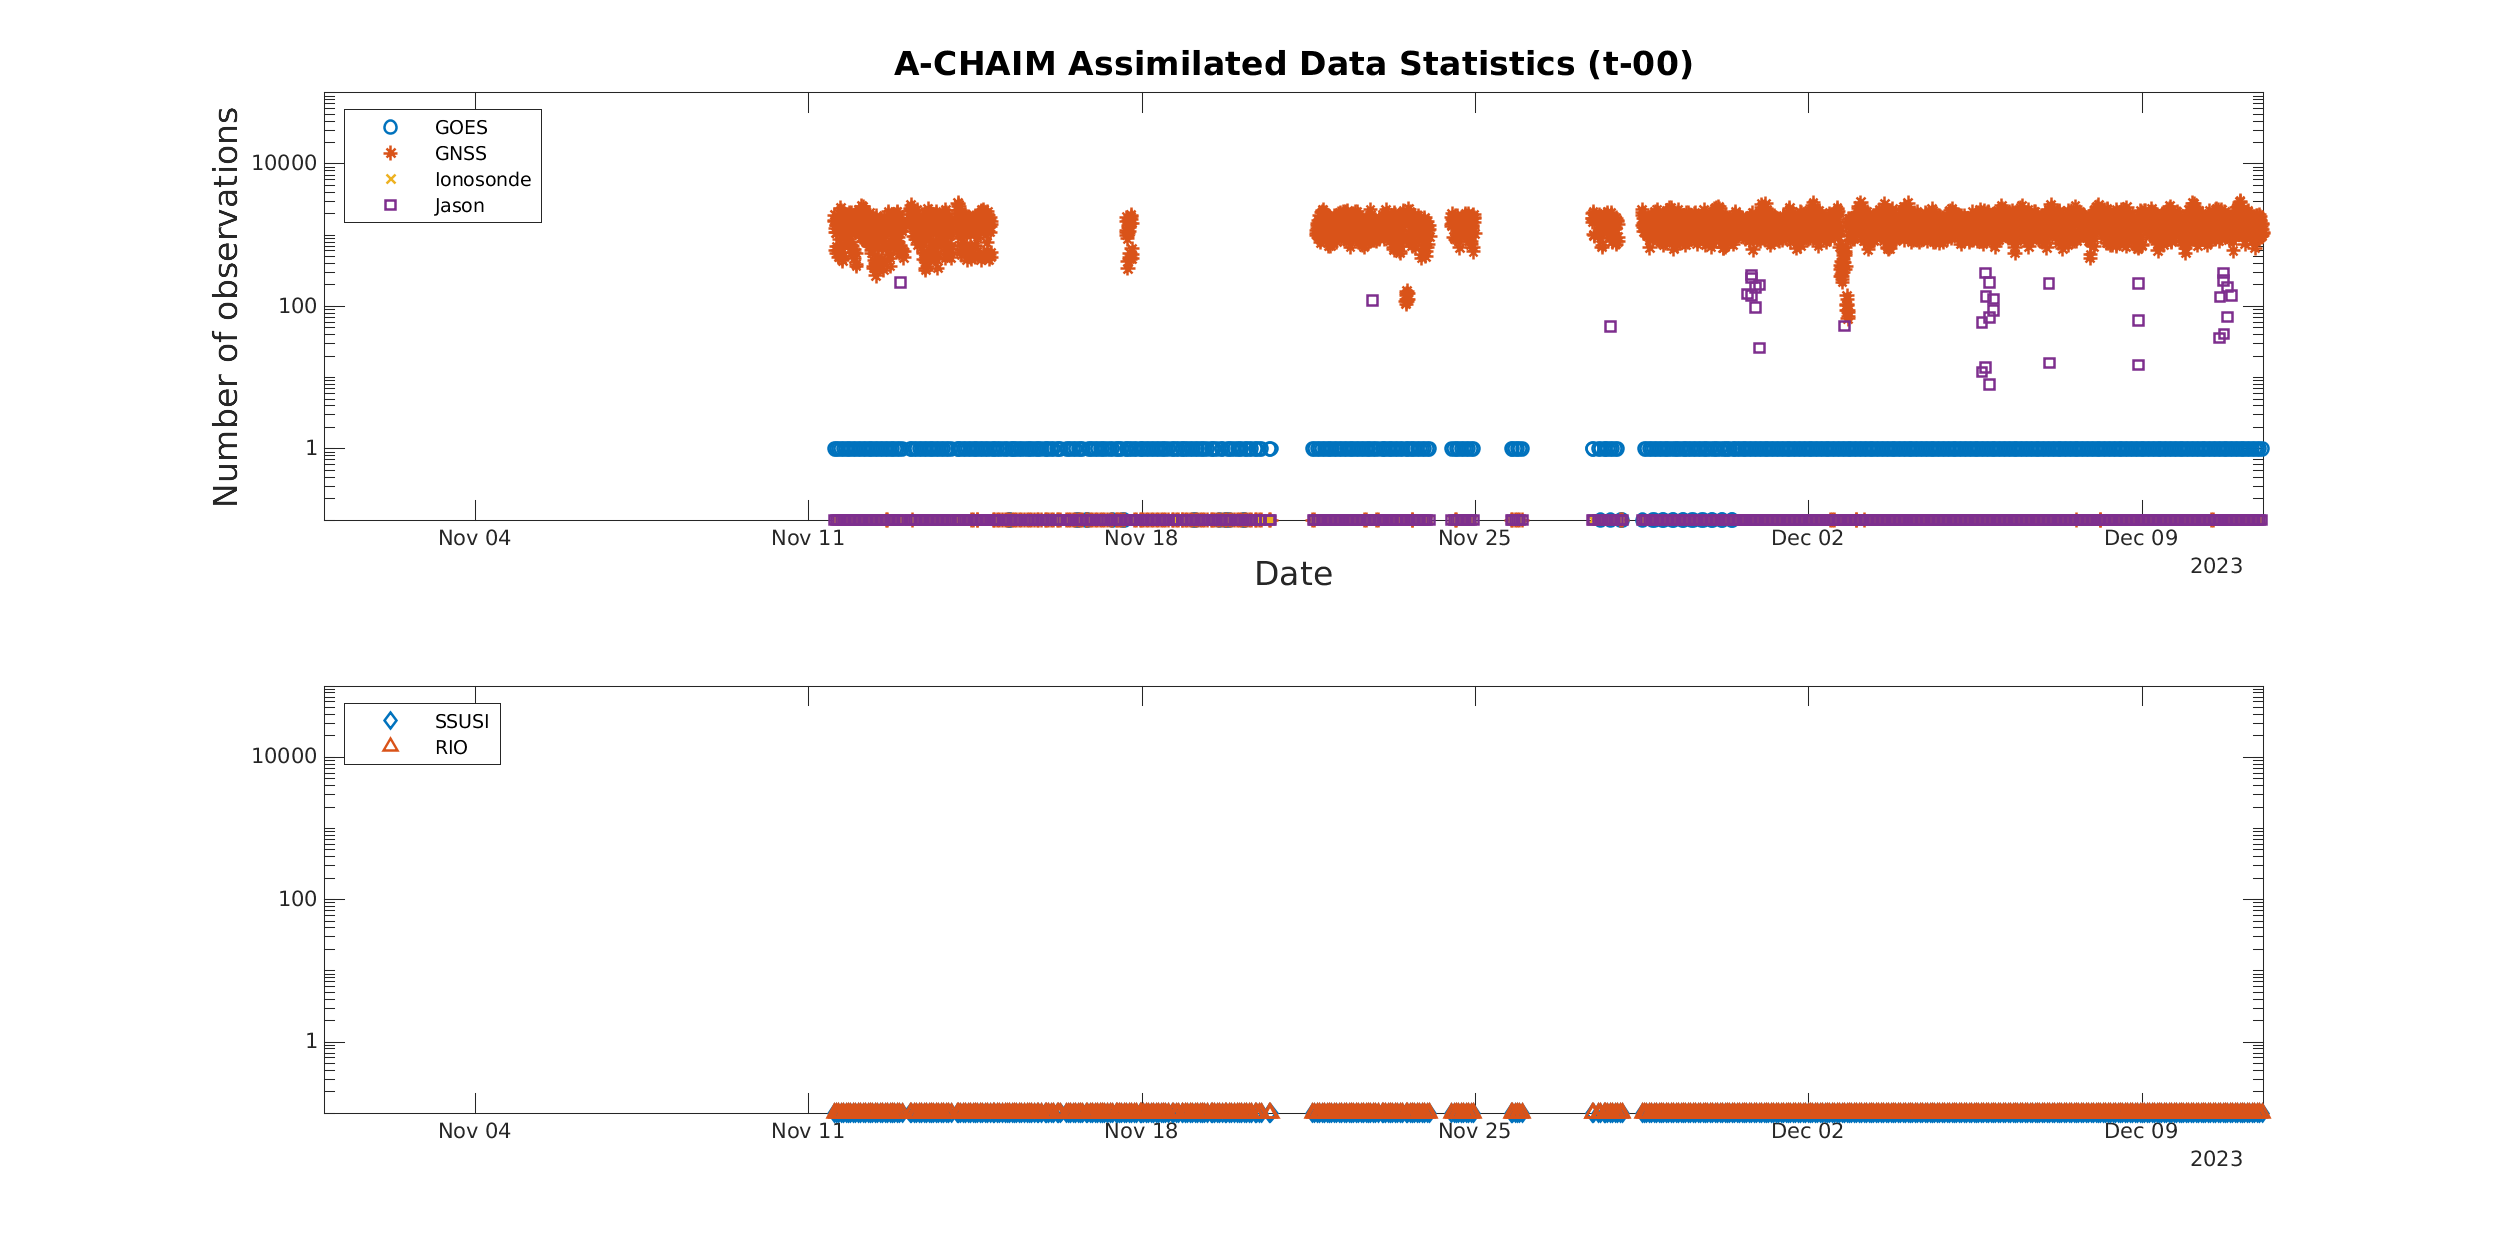 A-CHAIM Assimilated Data Statistics (t-00)
Number of observations
10000
100
1
GOES
GNSS
Ionosonde
Jason
Nov 04 Nov 11 Nov 18 Nov 25 Dec 02 Dec 09
2023
Date
10000
100
1
SSUSI
RIO
Nov 04 Nov 11 Nov 18 Nov 25 Dec 02 Dec 09
2023